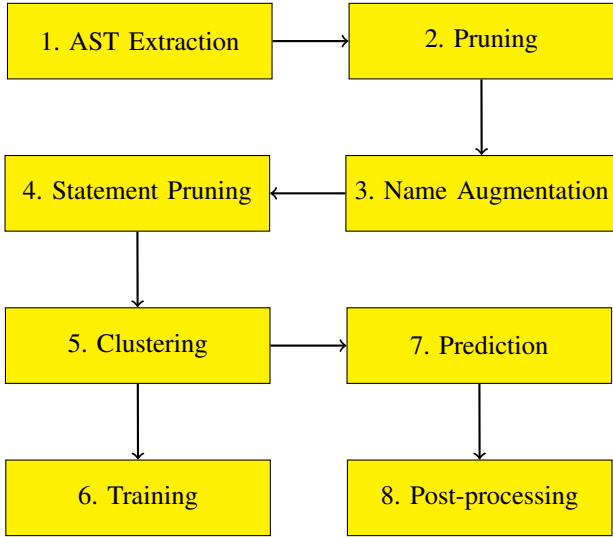 1. AST Extraction
2. Pruning
4. Statement Pruning
3. Name Augmentation
5. Clustering
7. Prediction
6. Training
8. Post-processing